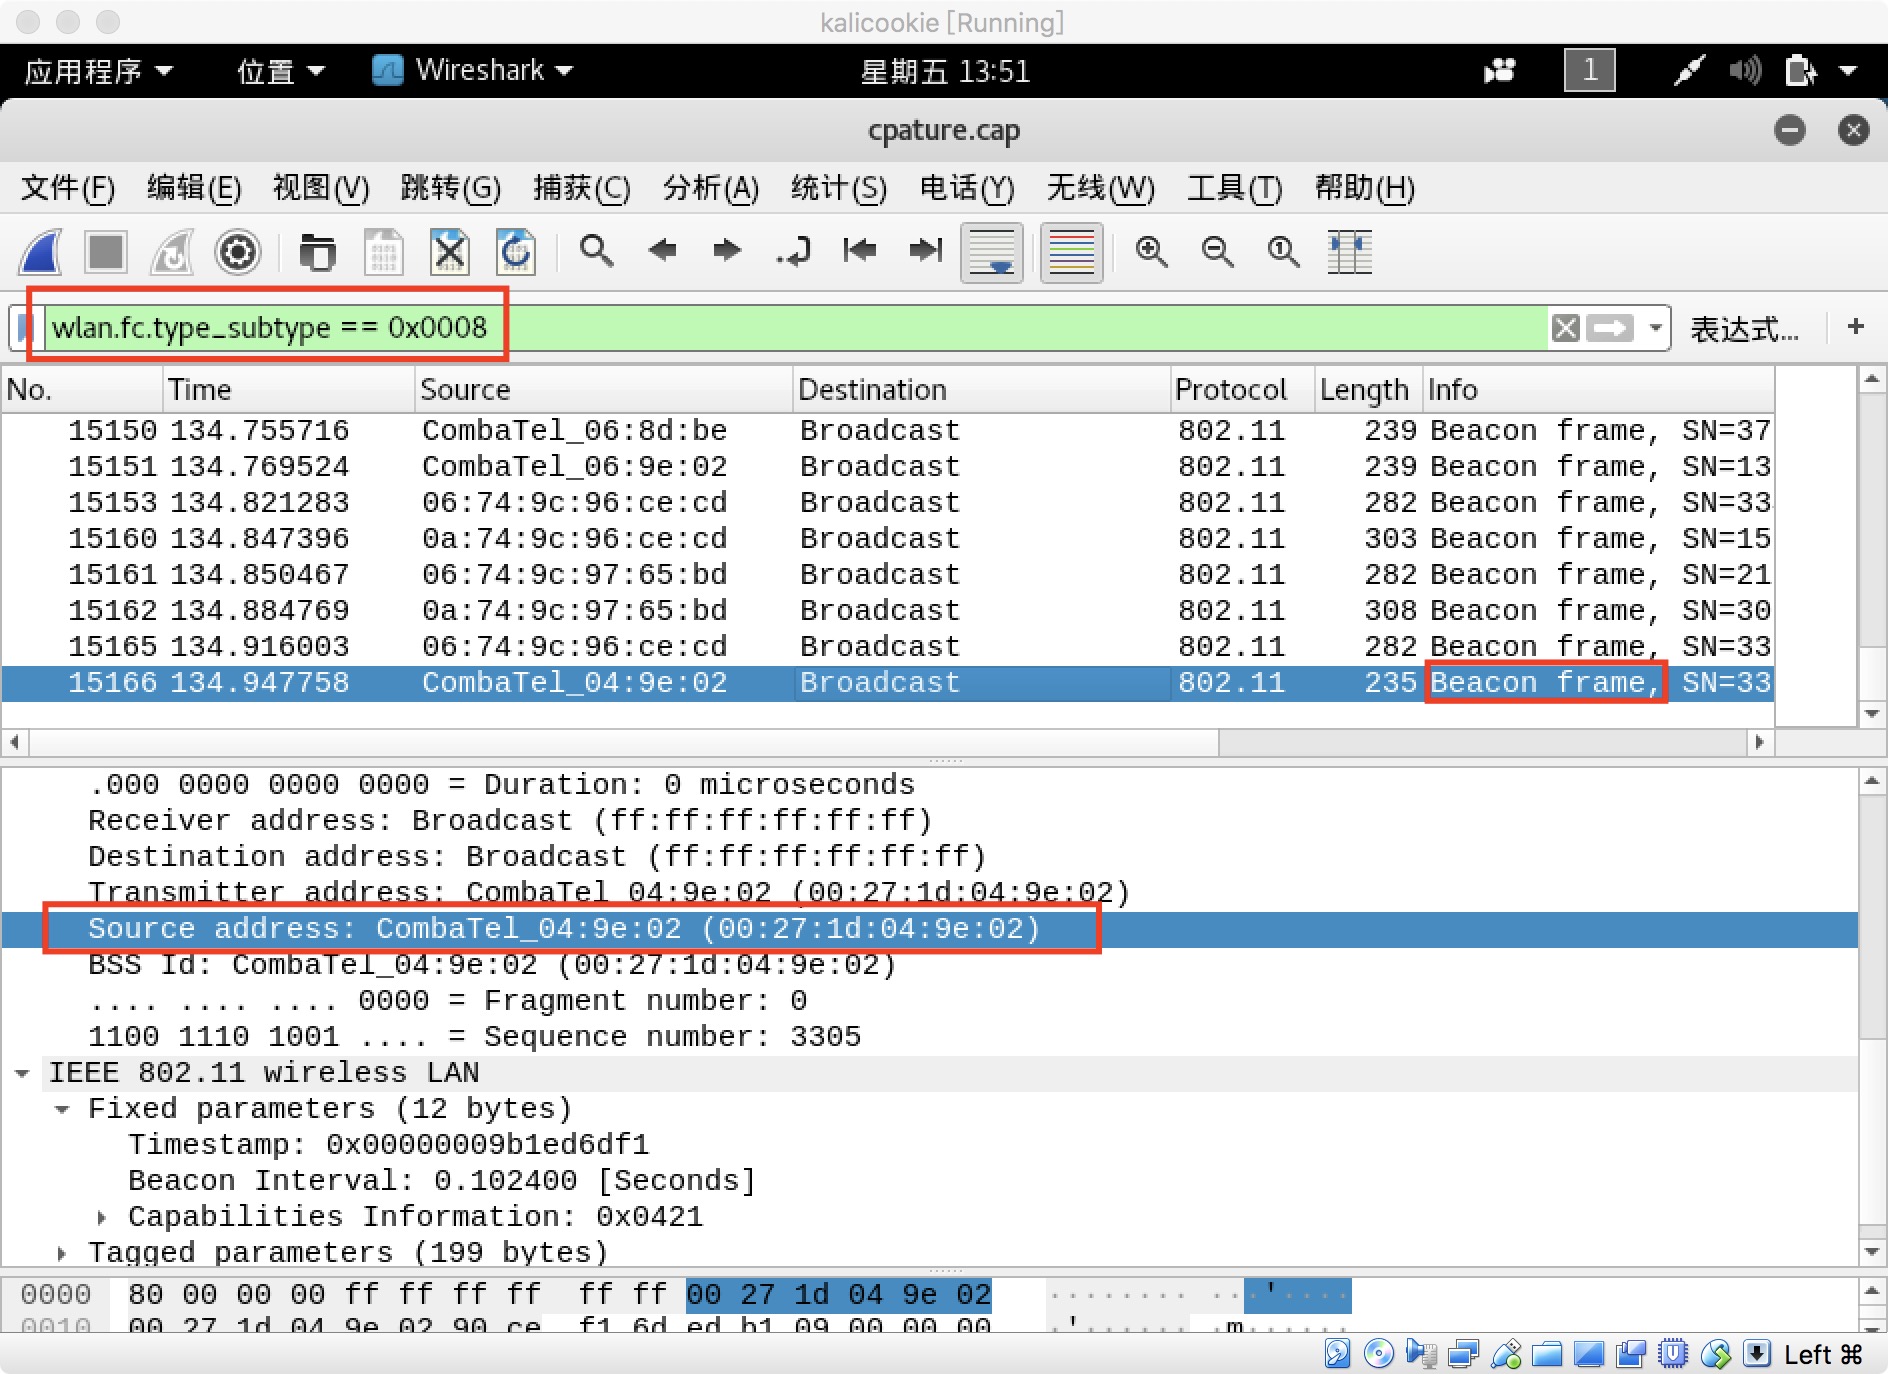 kalicookie [Running]
应用程序 位置 Wireshark 星期五 13:51 1
cpature.cap
文件(F) 编辑(E) 视图(V) 跳转(G) 捕获(C) 分析(A) 统计(S) 电话(Y) 无线(W) 工具(T) 帮助(H)
wlan.fc.type_subtype == 0x0008 表达式... +
No. Time Source Destination Protocol Length Info
15150 134.755716 CombaTel_06:8d:be Broadcast 802.11 239 Beacon frame, SN=37
15151 134.769524 CombaTel_06:9e:02 Broadcast 802.11 239 Beacon frame, SN=13
15153 134.821283 06:74:9c:96:ce:cd Broadcast 802.11 282 Beacon frame, SN=33
15160 134.847396 0a:74:9c:96:ce:cd Broadcast 802.11 303 Beacon frame, SN=15
15161 134.850467 06:74:9c:97:65:bd Broadcast 802.11 282 Beacon frame, SN=21
15162 134.884769 0a:74:9c:97:65:bd Broadcast 802.11 308 Beacon frame, SN=30
15165 134.916003 06:74:9c:96:ce:cd Broadcast 802.11 282 Beacon frame, SN=33
15166 134.947758 CombaTel_04:9e:02 Broadcast 802.11 235 Beacon frame, SN=33
.000 0000 0000 0000 = Duration: 0 microseconds
Receiver address: Broadcast (ff:ff:ff:ff:ff:ff)
Destination address: Broadcast (ff:ff:ff:ff:ff:ff)
Transmitter address: CombaTel_04:9e:02 (00:27:1d:04:9e:02)
Source address: CombaTel_04:9e:02 (00:27:1d:04:9e:02)
BSS Id: CombaTel_04:9e:02 (00:27:1d:04:9e:02)
.... .... .... 0000 = Fragment number: 0
1100 1110 1001 .... = Sequence number: 3305
IEEE 802.11 wireless LAN
Fixed parameters (12 bytes)
Timestamp: 0x00000009b1ed6df1
Beacon Interval: 0.102400 [Seconds]
Capabilities Information: 0x0421
Tagged parameters (199 bytes)
0000 80 00 00 00 ff ff ff ff ff ff 00 27 1d 04 9e 02 ........ ...'....
0010 00 27 1d 04 9e 02 90 ce f1 6d ed b1 09 00 00 00 .'...... .m......
Left ⌘